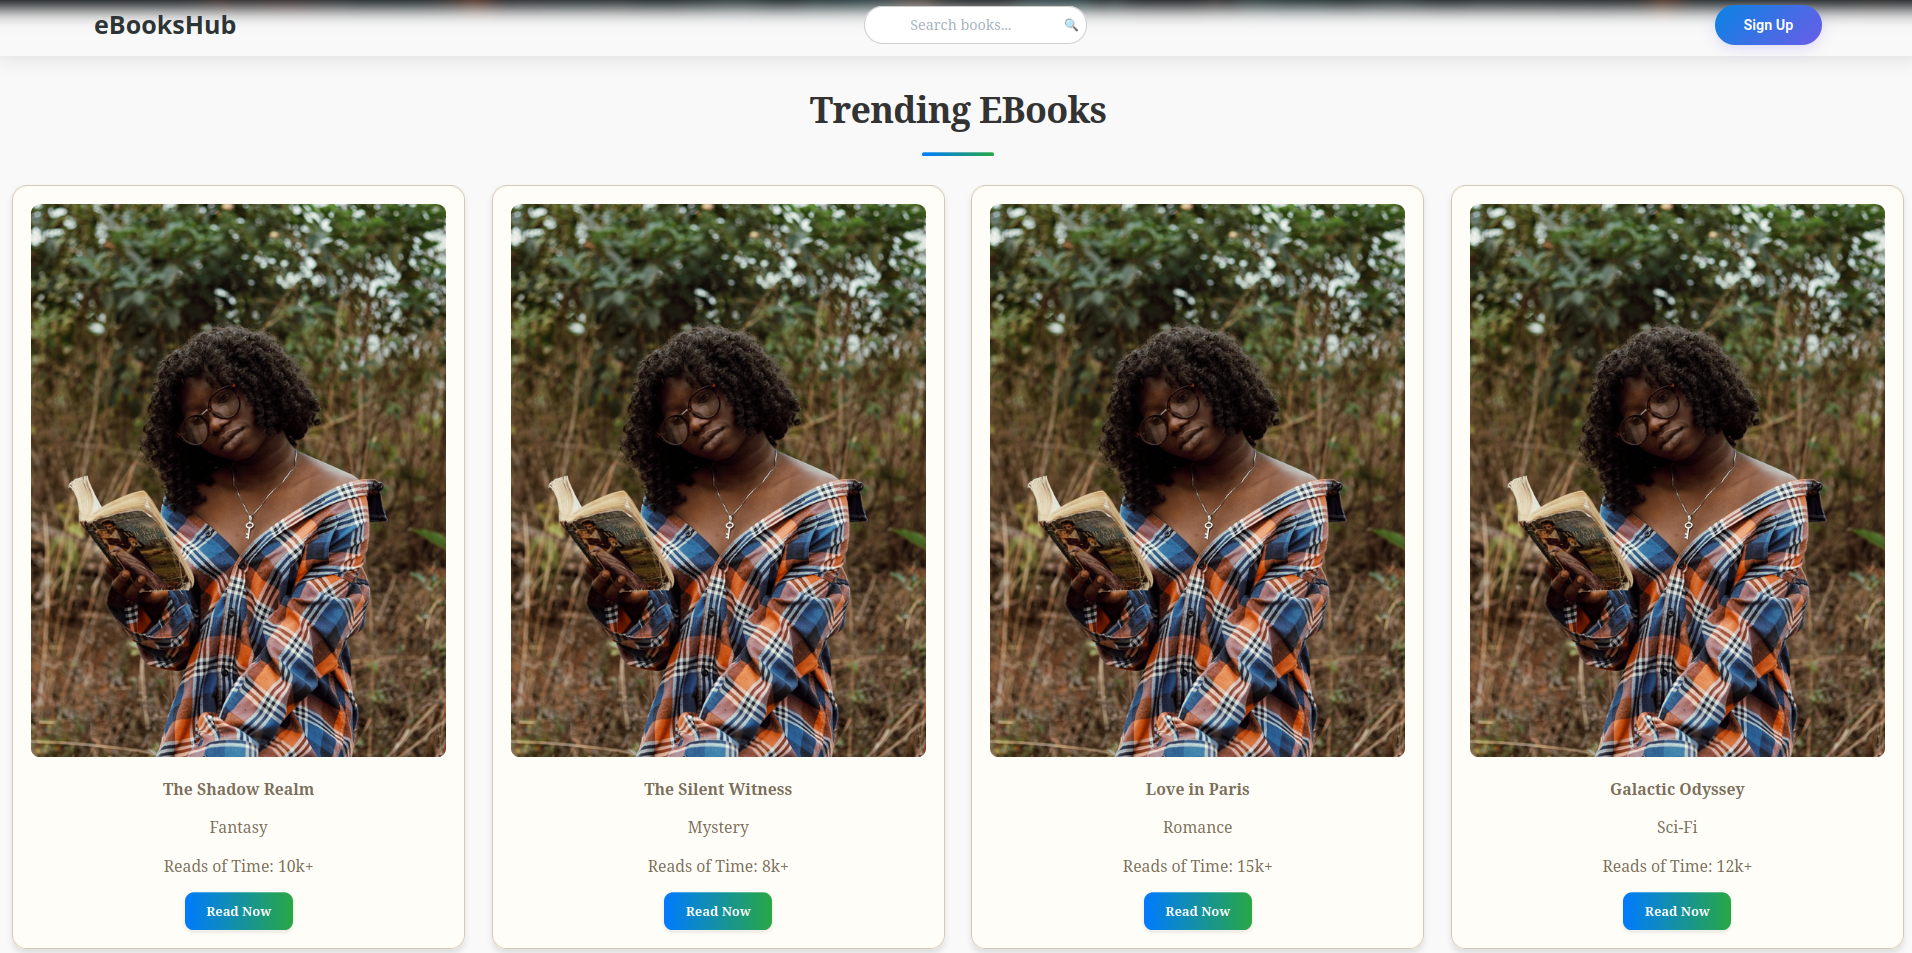 eBooksHub
Search books...
Sign Up
Trending EBooks
The Shadow Realm
Fantasy
Reads of Time: 10k+
Read Now
The Silent Witness
Mystery
Reads of Time: 8k+
Read Now
Love in Paris
Romance
Reads of Time: 15k+
Read Now
Galactic Odyssey
Sci-Fi
Reads of Time: 12k+
Read Now